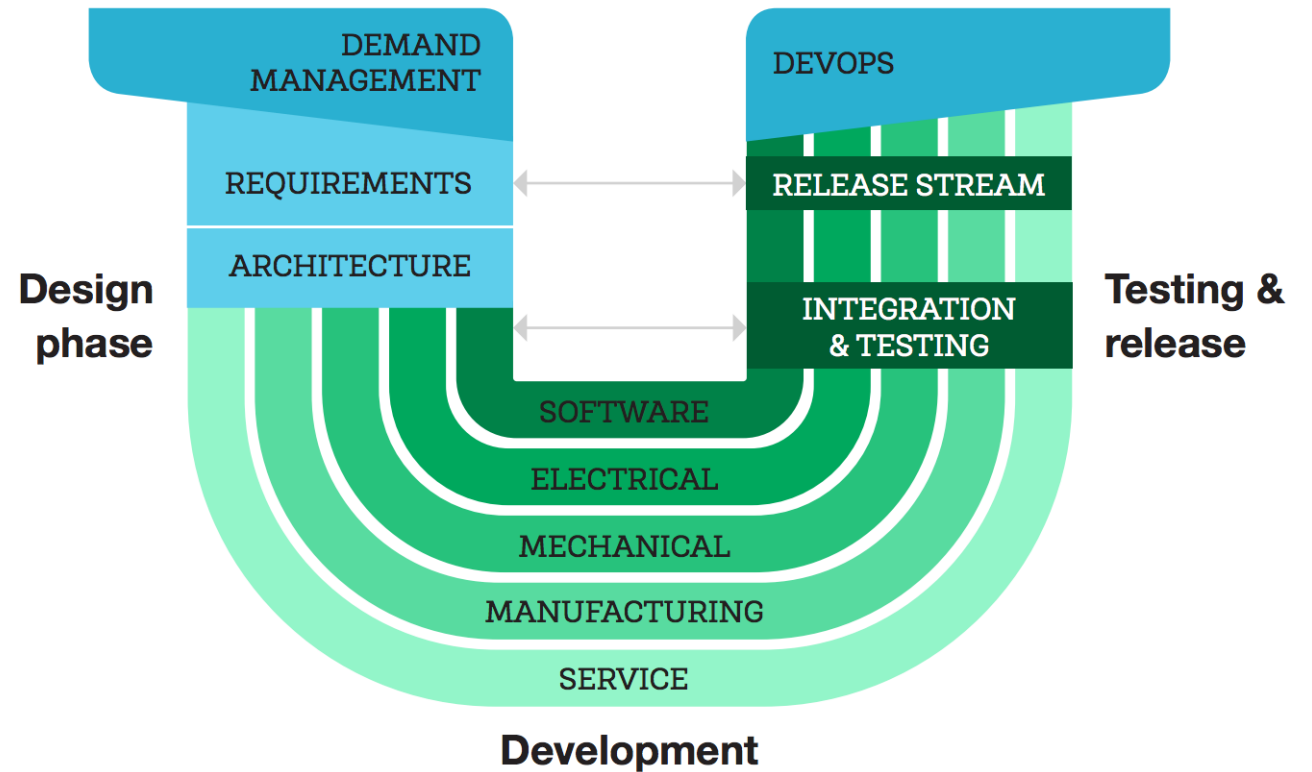 DEMAND
MANAGEMENT
DEVOPS
REQUIREMENTS
RELEASE STREAM
ARCHITECTURE
Design
phase
INTEGRATION
& TESTING
Testing &
release
SOFTWARE
ELECTRICAL
MECHANICAL
MANUFACTURING
SERVICE
Development